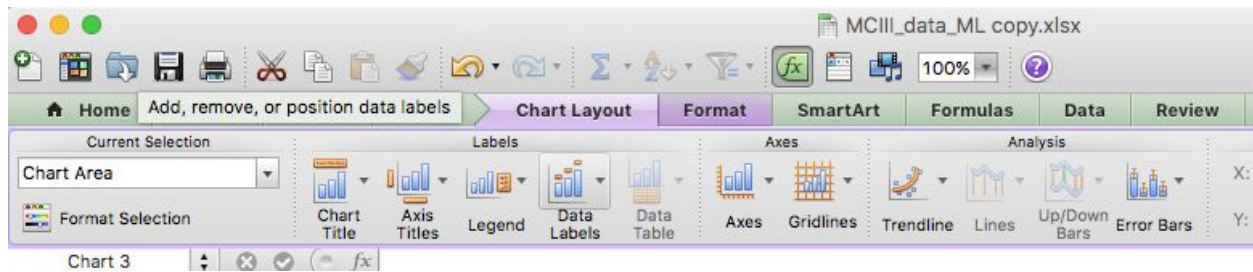 MCIII_data_ML copy.xlsx
100%
Home Add, remove, or position data labels Chart Layout Format SmartArt Formulas Data Review
Current Selection Labels Axes Analysis
Chart Area X:
Format Selection Chart Title Axis Titles Legend Data Labels Data Table Axes Gridlines Trendline Lines Up/Down Bars Error Bars Y:
Chart 3 fx